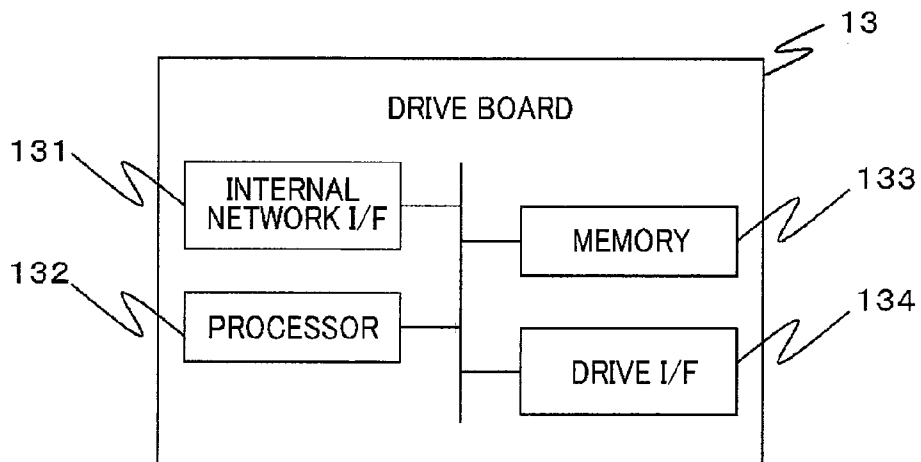 13
DRIVE BOARD
131
INTERNAL
NETWORK I/F
133
MEMORY
132
PROCESSOR
134
DRIVE I/F